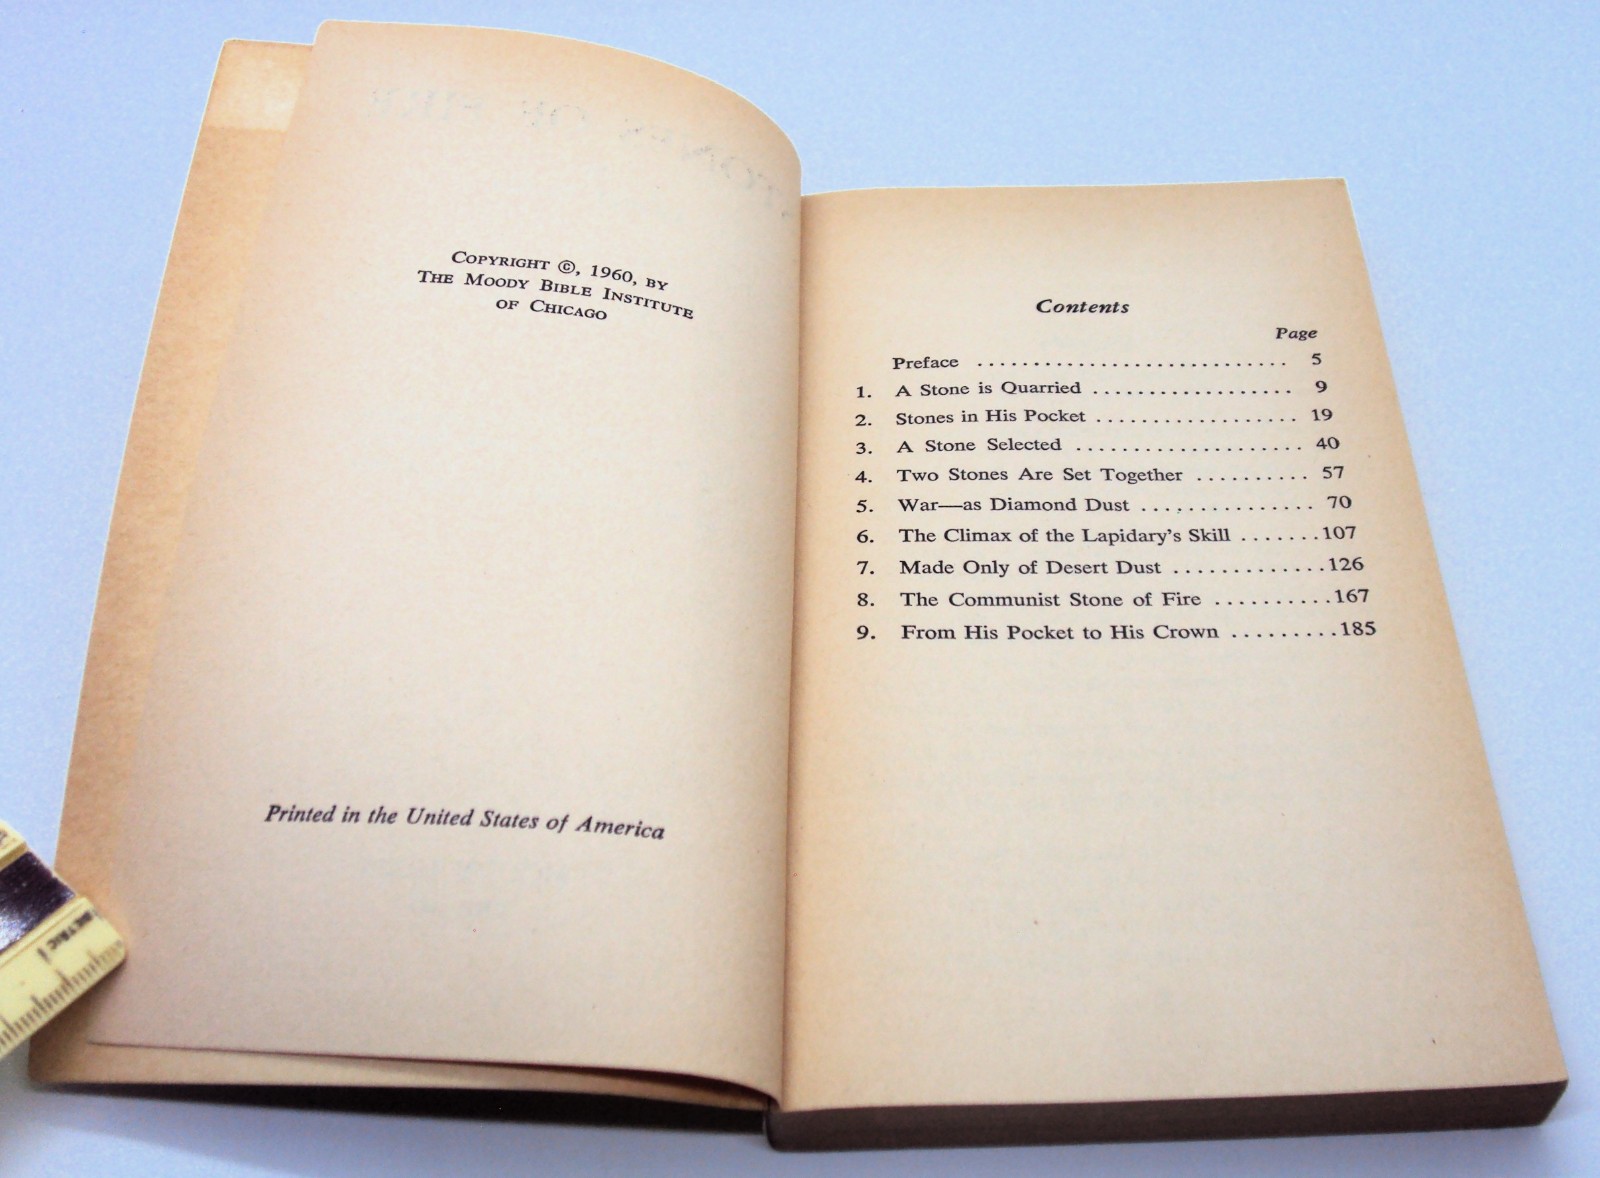 COPYRIGHT ©, 1960, BY
THE MOODY BIBLE INSTITUTE
OF CHICAGO
Printed in the United States of America
Contents
Page
Preface ............................ 5
1. A Stone is Quarried .................. 9
2. Stones in His Pocket .................. 19
3. A Stone Selected .................... 40
4. Two Stones Are Set Together .......... 57
5. War—as Diamond Dust ............... 70
6. The Climax of the Lapidary's Skill .......107
7. Made Only of Desert Dust .............126
8. The Communist Stone of Fire ..........167
9. From His Pocket to His Crown .........185
METRIC 1